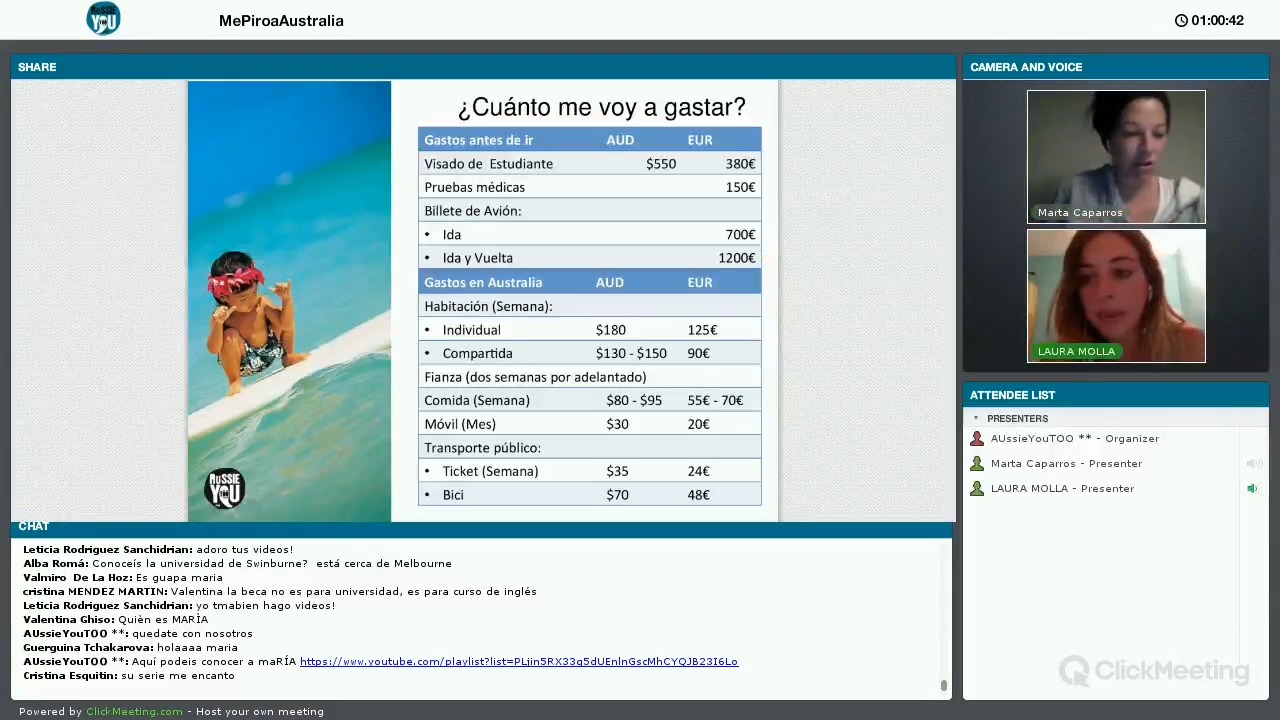 AUSSIE YOU TOO
MePiroaAustralia
01:00:42
SHARE
¿Cuánto me voy a gastar?
Gastos antes de ir AUD EUR
Visado de Estudiante $550 380€
Pruebas médicas 150€
Billete de Avión:
• Ida 700€
• Ida y Vuelta 1200€
Gastos en Australia AUD EUR
Habitación (Semana):
• Individual $180 125€
• Compartida $130 - $150 90€
Fianza (dos semanas por adelantado)
Comida (Semana) $80 - $95 55€ - 70€
Móvil (Mes) $30 20€
Transporte público:
• Ticket (Semana) $35 24€
• Bici $70 48€
AUSSIE YOU
CAMERA AND VOICE
Marta Caparros
LAURA MOLLA
ATTENDEE LIST
PRESENTERS
AUssieYouTOO ** - Organizer
Marta Caparros - Presenter
LAURA MOLLA - Presenter
CHAT
Leticia Rodriguez Sanchidrian: adoro tus videos!
Alba Romá: Conoceís la universidad de Swinburne? está cerca de Melbourne
Valmiro De La Hoz: Es guapa maria
cristina MENDEZ MARTIN: Valentina la beca no es para universidad, es para curso de inglés
Leticia Rodriguez Sanchidrian: yo tmabien hago videos!
Valentina Ghiso: Quièn es MARÌA
AUssieYouTOO **: quedate con nosotros
Guerguina Tchakarova: holaaaa maria
AUssieYouTOO **: Aquí podeis conocer a maRÍA https://www.youtube.com/playlist?list=PLjin5RX33q5dUEnlnGscMhCYQJB23I6Lo
Cristina Esquitin: su serie me encanto
ClickMeeting
Powered by ClickMeeting.com - Host your own meeting